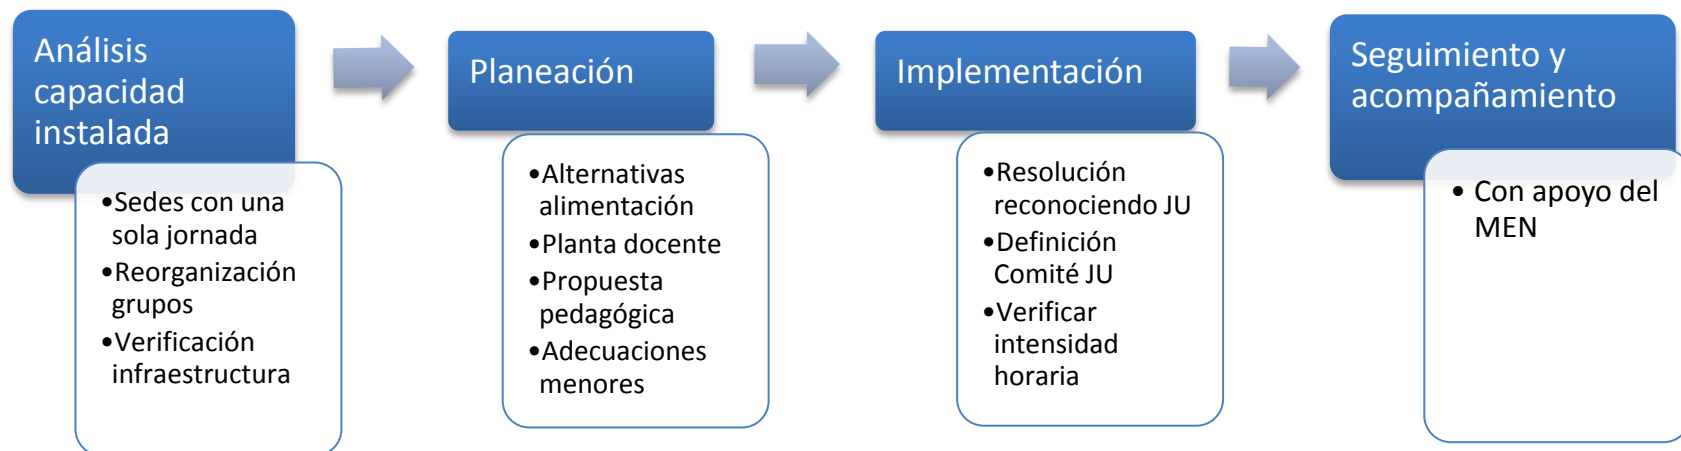 Análisis
capacidad
instalada
•Sedes con una
sola jornada
•Reorganización
grupos
•Verificación
infraestructura
Planeación
•Alternativas
alimentación
•Planta docente
•Propuesta
pedagógica
•Adecuaciones
menores
Implementación
•Resolución
reconociendo JU
•Definición
Comité JU
•Verificar
intensidad
horaria
Seguimiento y
acompañamiento
• Con apoyo del
MEN